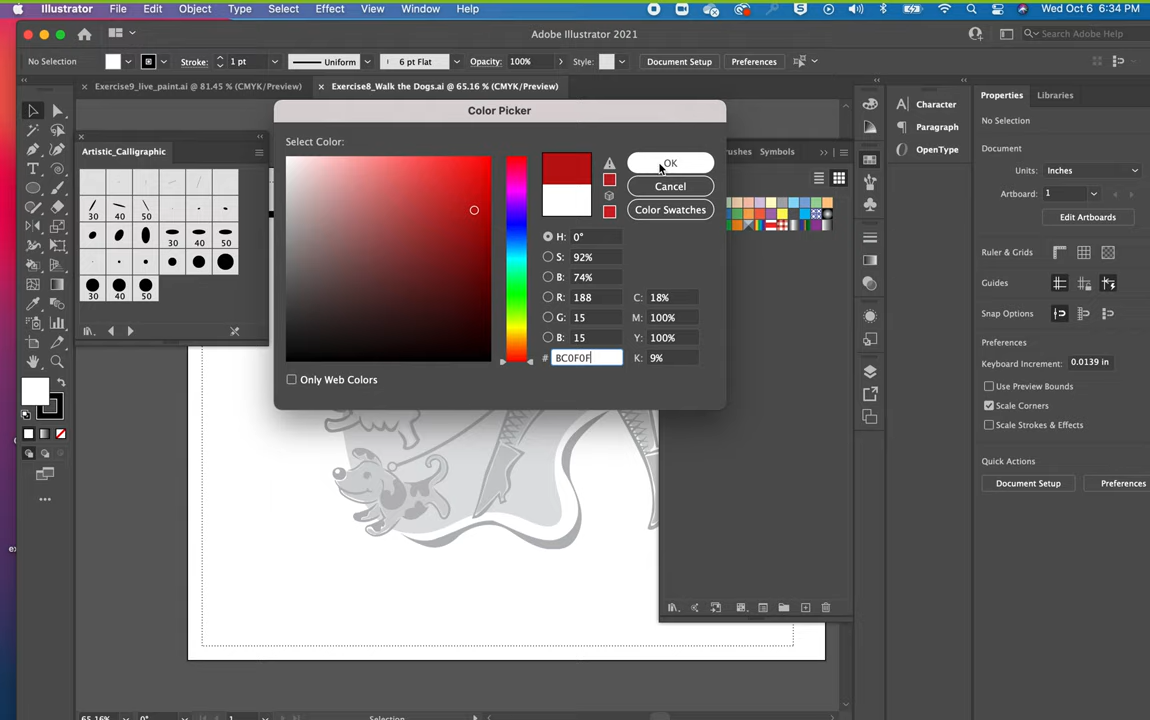 Illustrator File Edit Object Type Select Effect View Window Help Wed Oct 6 6:34 PM
Adobe Illustrator 2021 Search Adobe Help
No Selection Stroke: 1 pt Uniform 6 pt Flat Opacity: 100% Style: Document Setup Preferences
Exercise9_live_paint.ai @ 81.45 % (CMYK/Preview) × Exercise8_Walk the Dogs.ai @ 65.16 % (CMYK/Preview)
Color Picker
Select Color:
OK
Cancel
Color Swatches
H: 0°
S: 92%
B: 74%
R: 188 C: 18%
G: 15 M: 100%
B: 15 Y: 100%
# BC0F0F K: 9%
Only Web Colors
Artistic_Calligraphic
30 40 50
30 40 50
30 40 50
Symbols
Character
Paragraph
OpenType
Properties Libraries
No Selection
Document
Units: Inches
Artboard: 1
Edit Artboards
Ruler & Grids
Guides
Snap Options
Preferences
Keyboard Increment: 0.0139 in
Use Preview Bounds
Scale Corners
Scale Strokes & Effects
Quick Actions
Document Setup Preferences
65.16% 0° 1 Selection